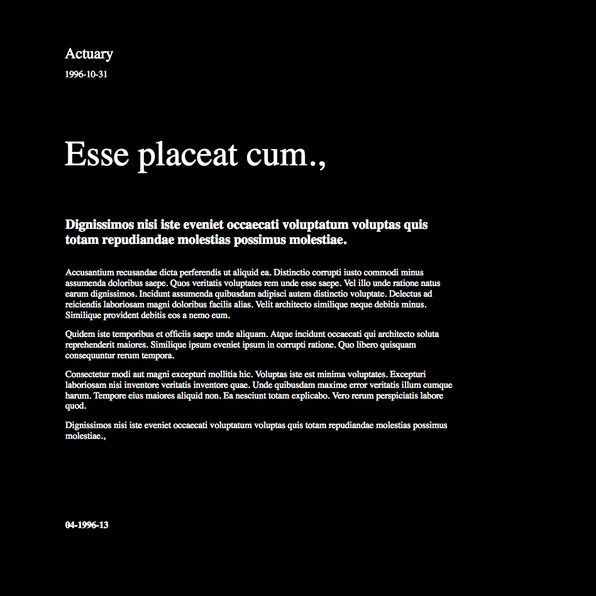 Actuary
1996-10-31
Esse placeat cum.,
Dignissimos nisi iste eveniet occaecati voluptatum voluptas quis
totam repudiandae molestias possimus molestiae.
Accusantium recusandae dicta perferendis ut aliquid ea. Distinctio corrupti iusto commodi minus
assumenda doloribus saepe. Quos veritatis voluptates rem unde esse saepe. Vel illo unde ratione natus
earum dignissimos. Incidunt assumenda quibusdam adipisci autem distinctio voluptate. Delectus ad
reiciendis laboriosam magni doloribus facilis alias. Velit architecto similique neque debitis minus.
Similique provident debitis eos a nemo eum.
Quidem iste temporibus et officiis saepe unde aliquam. Atque incidunt occaecati qui architecto soluta
reprehenderit maiores. Similique ipsum eveniet ipsum in corrupti ratione. Quo libero quisquam
consequuntur rerum tempora.
Consectetur modi aut magni excepturi mollitia hic. Voluptas iste est minima voluptates. Excepturi
laboriosam nisi inventore veritatis inventore quae. Unde quibusdam maxime error veritatis illum cumque
harum. Tempore eius maiores aliquid non. Ea nesciunt totam explicabo. Vero rerum perspiciatis labore
quod.
Dignissimos nisi iste eveniet occaecati voluptatum voluptas quis totam repudiandae molestias possimus
molestiae.,
04-1996-13